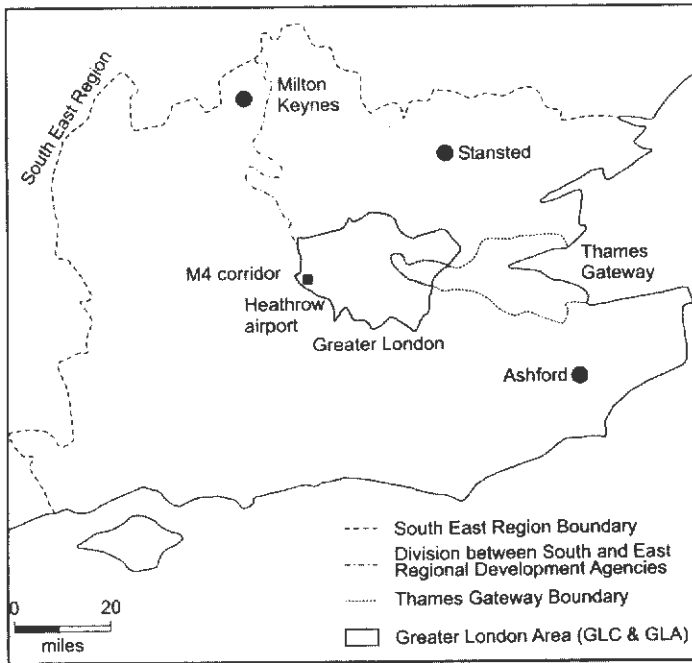 South East Region
Milton
Keynes
Stansted
M4 corridor
Heathrow
airport
Greater London
Thames
Gateway
Ashford
South East Region Boundary
Division between South and East
Regional Development Agencies
Thames Gateway Boundary
Greater London Area (GLC & GLA)
0 20
miles